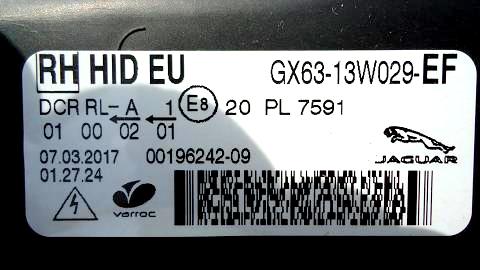 RH HID EU GX63-13W029-EF
DCR RL- A 1 E8 20 PL 7591
01 00 02 01
07.03.2017 00196242-09
01.27.24
JAGUAR
varroc